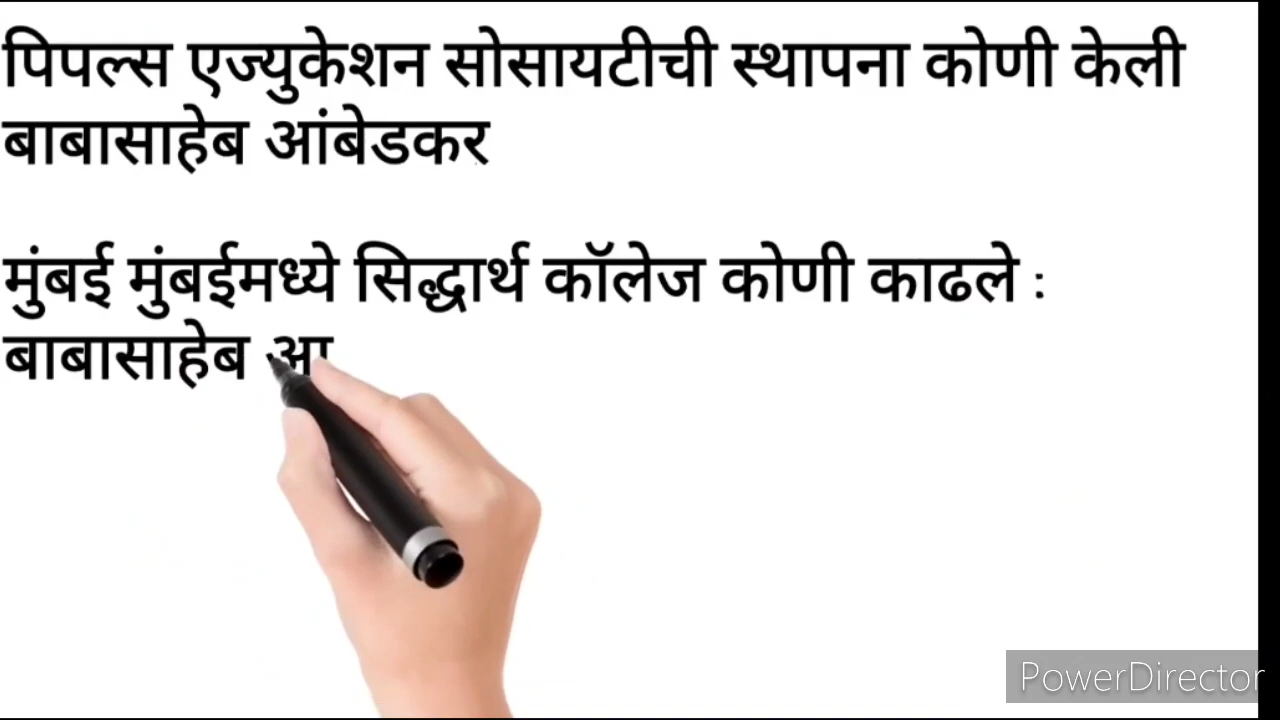 पिपल्स एज्युकेशन सोसायटीची स्थापना कोणी केली
बाबासाहेब आंबेडकर
मुंबई मुंबईमध्ये सिद्धार्थ कॉलेज कोणी काढले :
बाबासाहेब आ
PowerDirector